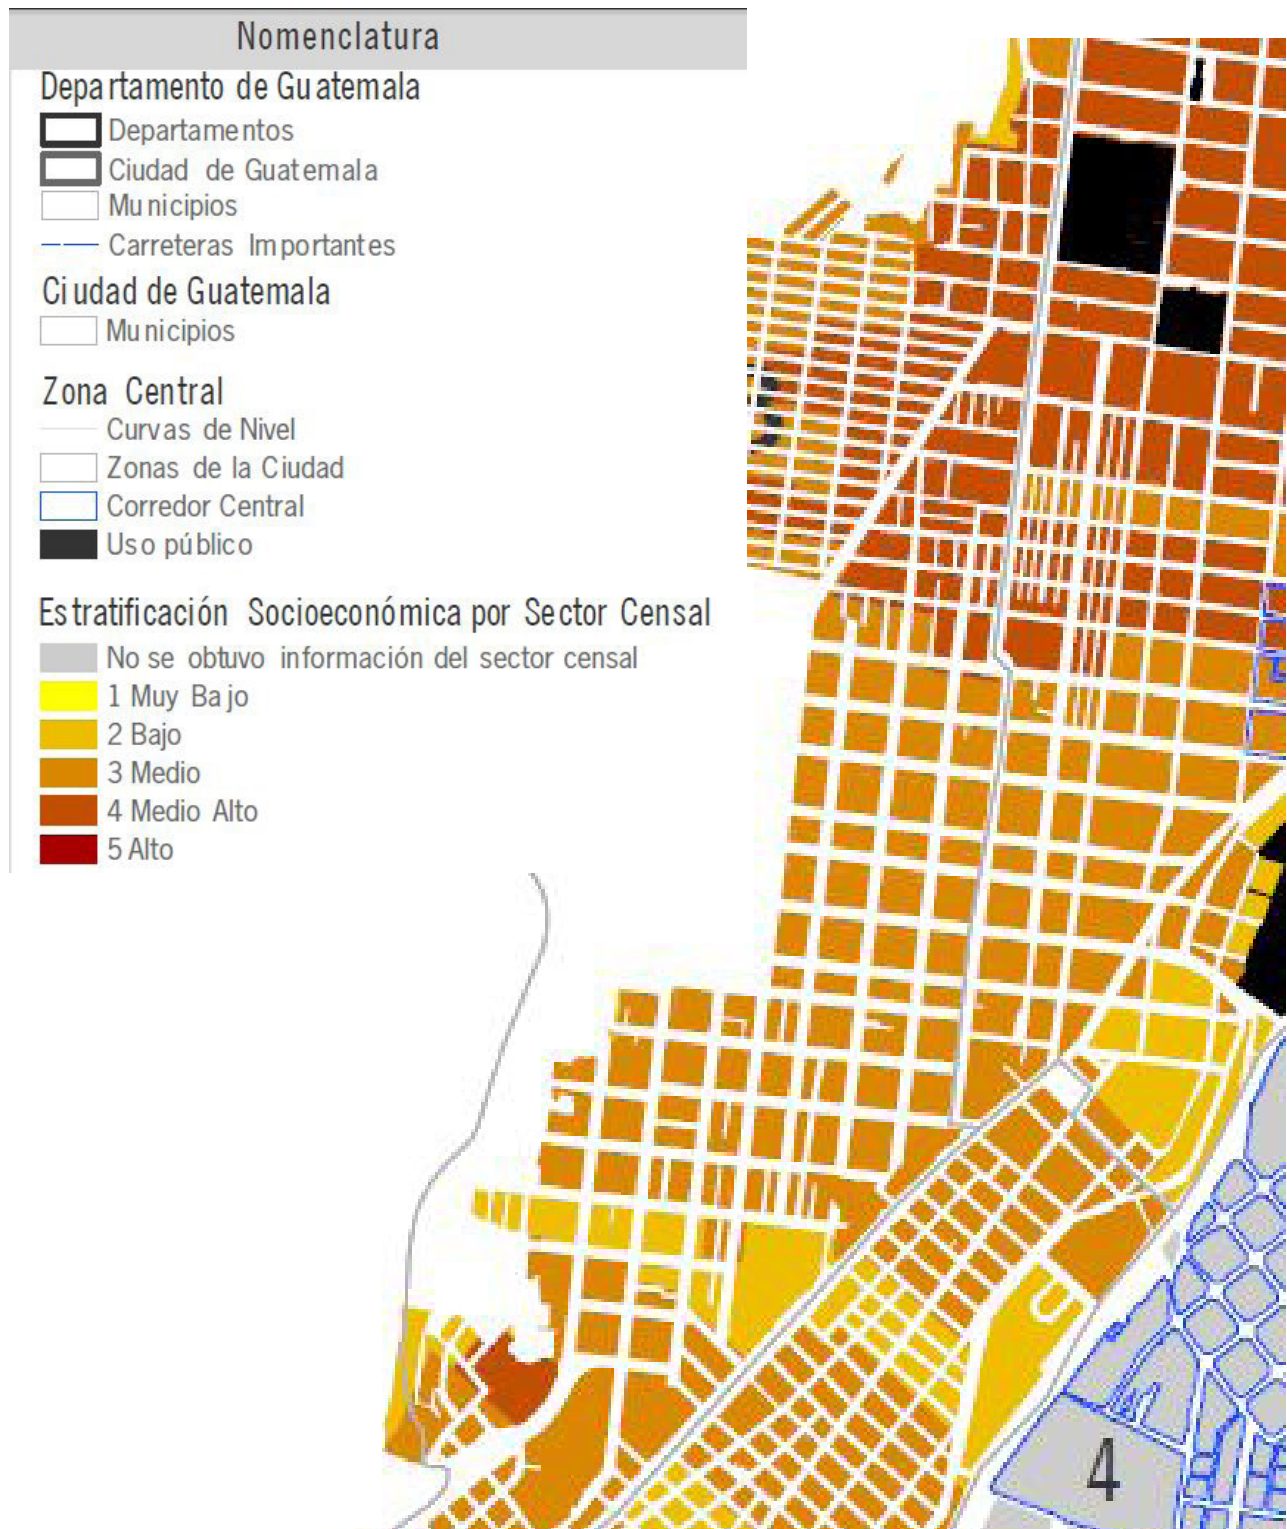 Nomenclatura
Departamento de Guatemala
Departamentos
Ciudad de Guatemala
Municipios
Carreteras Importantes
Ciudad de Guatemala
Municipios
Zona Central
Curvas de Nivel
Zonas de la Ciudad
Corredor Central
Uso público
Estratificación Socioeconómica por Sector Censal
No se obtuvo información del sector censal
1 Muy Bajo
2 Bajo
3 Medio
4 Medio Alto
5 Alto
4